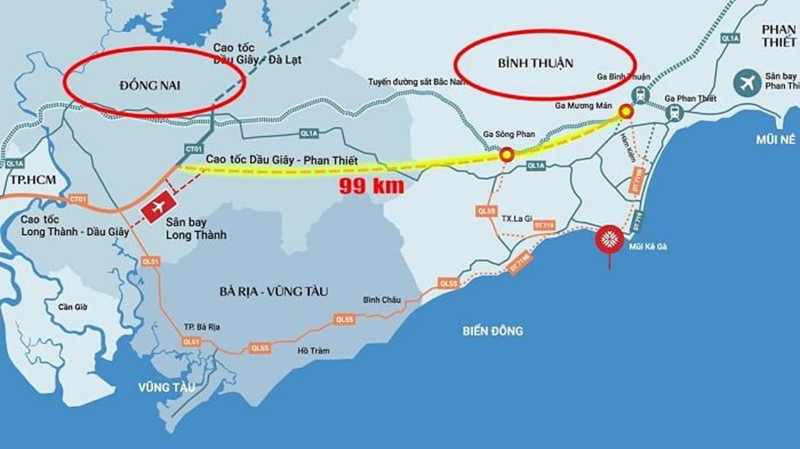 PHAN
THIẾT
Cao tốc
Dầu Giây - Đà Lạt
BÌNH THUẬN
QL1A
ĐỒNG NAI
Tuyến đường sắt Bắc Nam
Ga Bình Thuận
Sân bay
Phan Thi
Ga Mương Mán
Ga Phan Thiết
QL1A
QL1A
Ga Sông Phan
MŨI NÉ
CT01
Hàm Kiệm
QL1A
Cao tốc Dầu Giây - Phan Thiết
QL1A
TP.HCM
99 km
ĐT.719B
CT01
Sân bay
Long Thành
QL55
TX.La Gi
ĐT.719
ĐT.719
Cao tốc
Long Thành - Dầu Giây
Mũi Kê Gà
QL51
ĐT.719B
BÀ RỊA - VŨNG TÀU
QL55
Bình Châu
Cần Giờ
QL55
TP. Bà Rịa
BIỂN ĐÔNG
QL51
QL55
Hồ Tràm
VŨNG TÀU